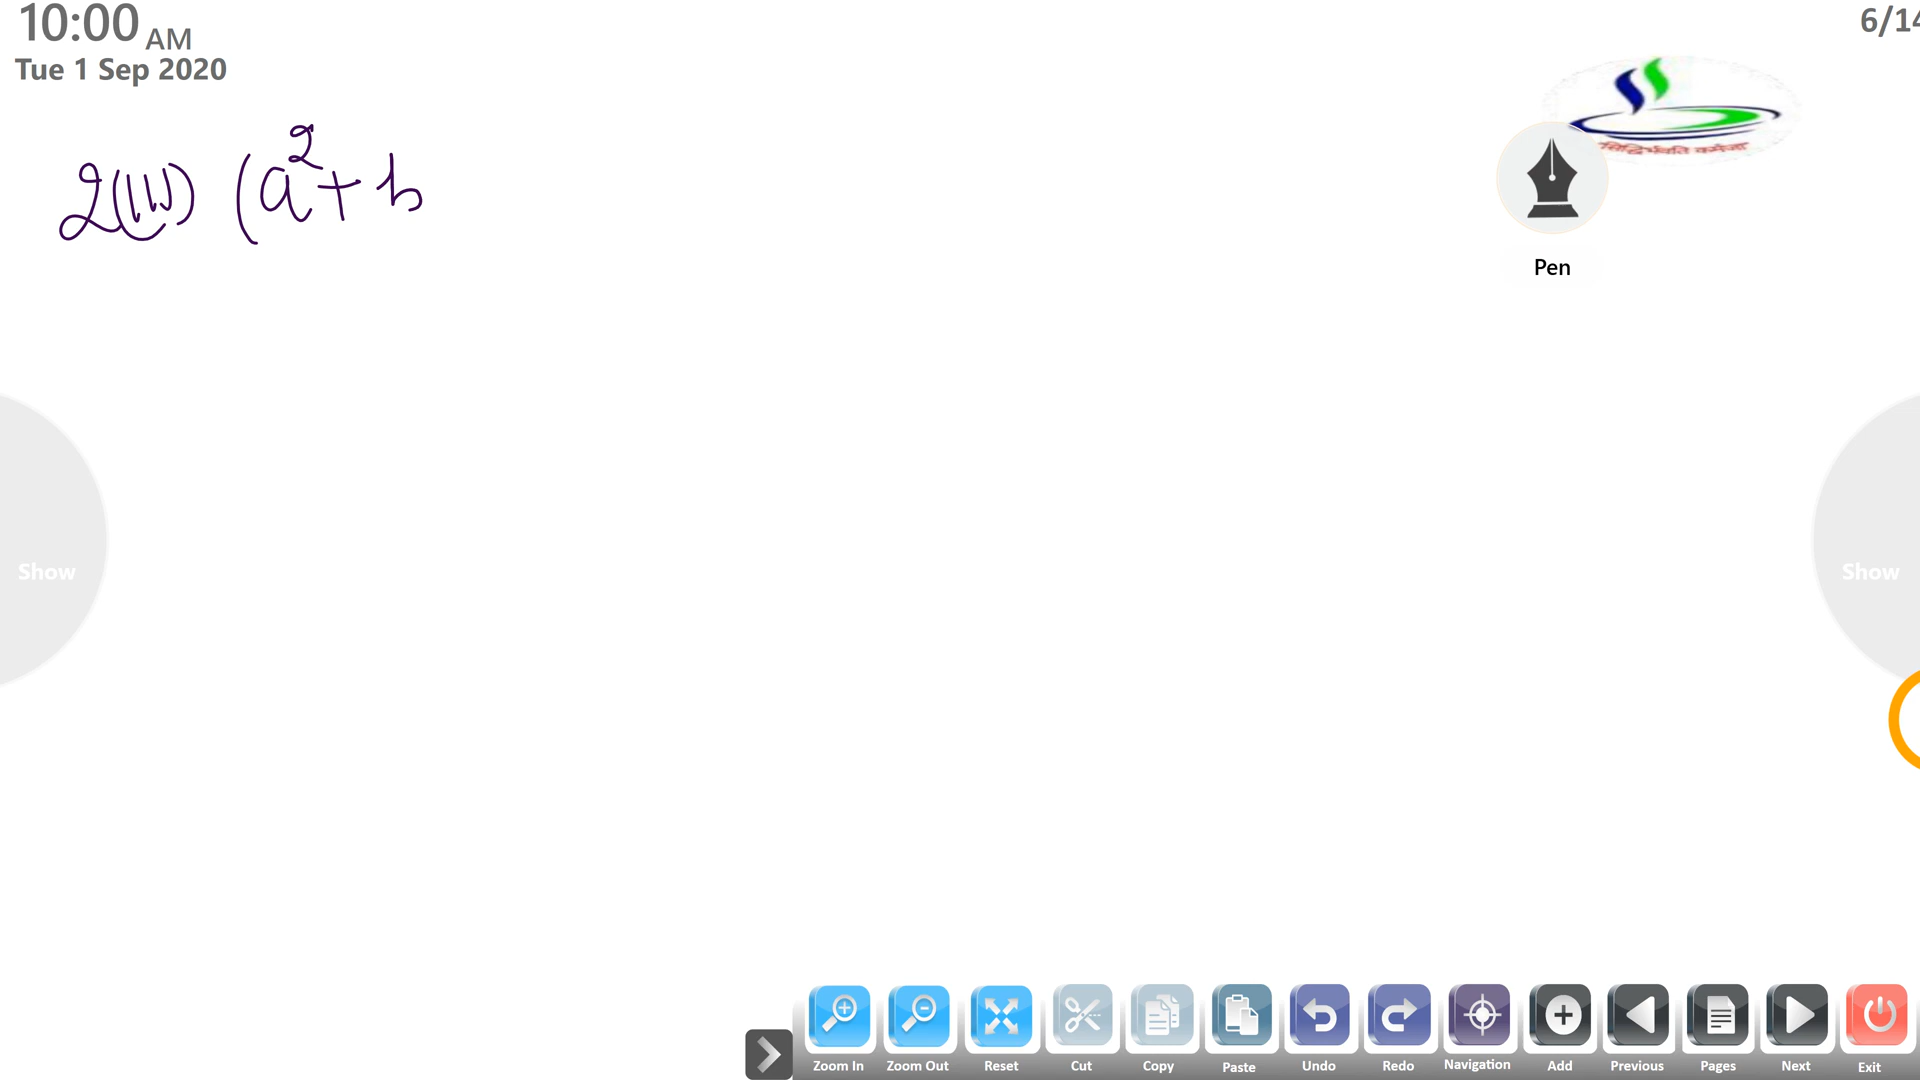 10:00 AM
6/14
Tue 1 Sep 2020
2(iii) (a² + b
Pen
Show
Show
Zoom In Zoom Out Reset Cut Copy Paste Undo Redo Navigation Add Previous Pages Next Exit